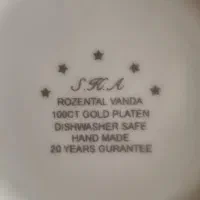 S.H.A
ROZENTAL VANDA
100CT GOLD PLATEN
DISHWASHER SAFE
HAND MADE
20 YEARS GURANTEE